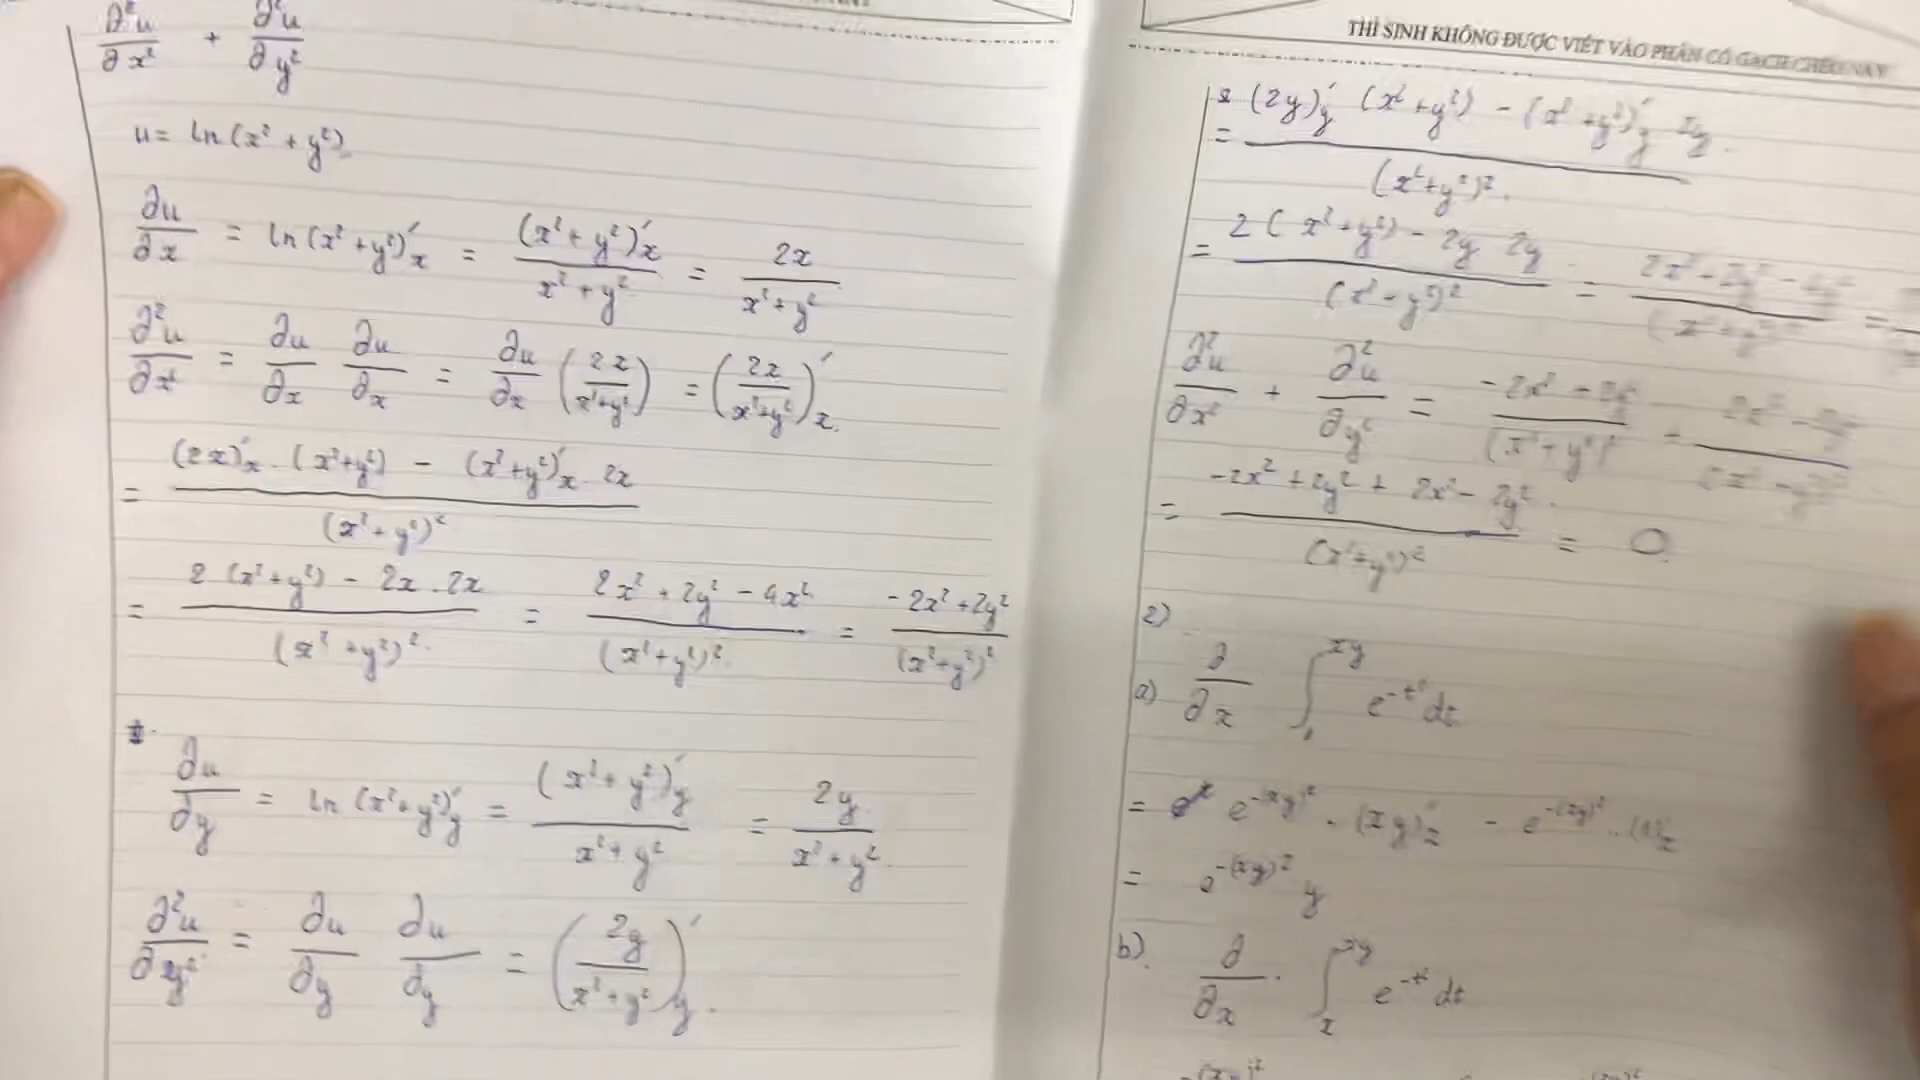 ∂²u/∂x² + ∂²u/∂y²
u = ln(x² + y²)
∂u/∂x = ln(x² + y²)'x = (x² + y²)'x / x² + y² = 2x / x² + y²
∂²u/∂x² = ∂u/∂x ∂u/∂x = ∂u/∂x (2x / x²+y²) = (2x / x²+y²)'x.
= (2x)'x . (x²+y²) - (x²+y²)'x . 2x / (x² + y²)²
= 2 (x²+y²) - 2x . 2x / (x² + y²)². = 2x² + 2y² - 4x² / (x² + y²)². = -2x² + 2y² / (x²+y²)²
∂u/∂y = ln (x²+y²)'y = (x² + y²)'y / x² + y² = 2y / x² + y².
∂²u/∂y² = ∂u/∂y ∂u/∂y = (2y / x² + y²)'y.
THÍ SINH KHÔNG ĐƯỢC VIẾT VÀO PHẦN CÓ GẠCH CHÉO NÀY
= (2y)'y (x² + y²) - (x² + y²)'y 2y. / (x²+y²)².
= 2 ( x² + y²) - 2y 2y / (x² + y²)² =
∂²u/∂x² + ∂²u/∂y² =
= -2x² + 2y² + 2x² - 2y². / (x²+y²)² = 0.
2)
a) ∂/∂x ∫₁^xy e^-t² dt
= e^-(xy)² . (xy)'x - e^-(xy)² . (1)'x
= e^-(xy)² y
b). ∂/∂x . ∫ₓ^xy e^-t² dt